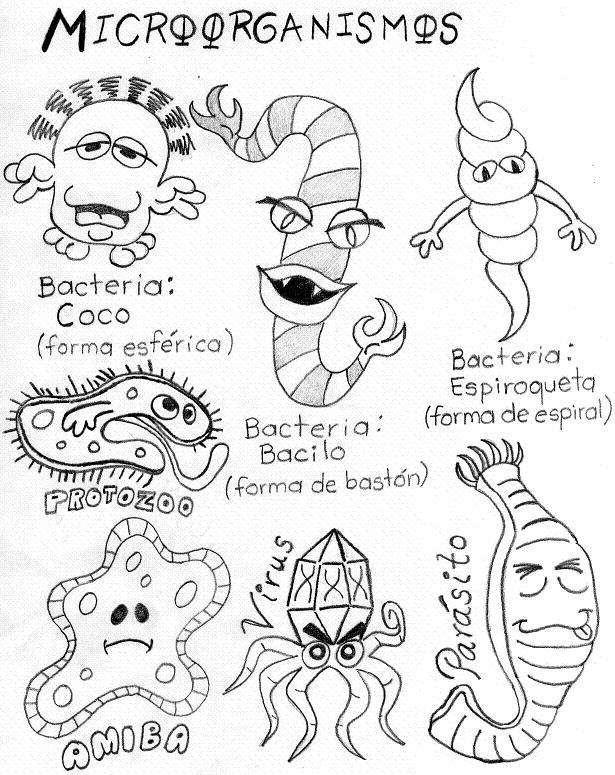 MICROORGANISMOS
Bacteria:
Coco
(forma esférica)
Bacteria:
Bacilo
(forma de bastón)
Bacteria:
Espiroqueta
(forma de espiral)
PROTOZOO
AMIBA
Virus
Parásito